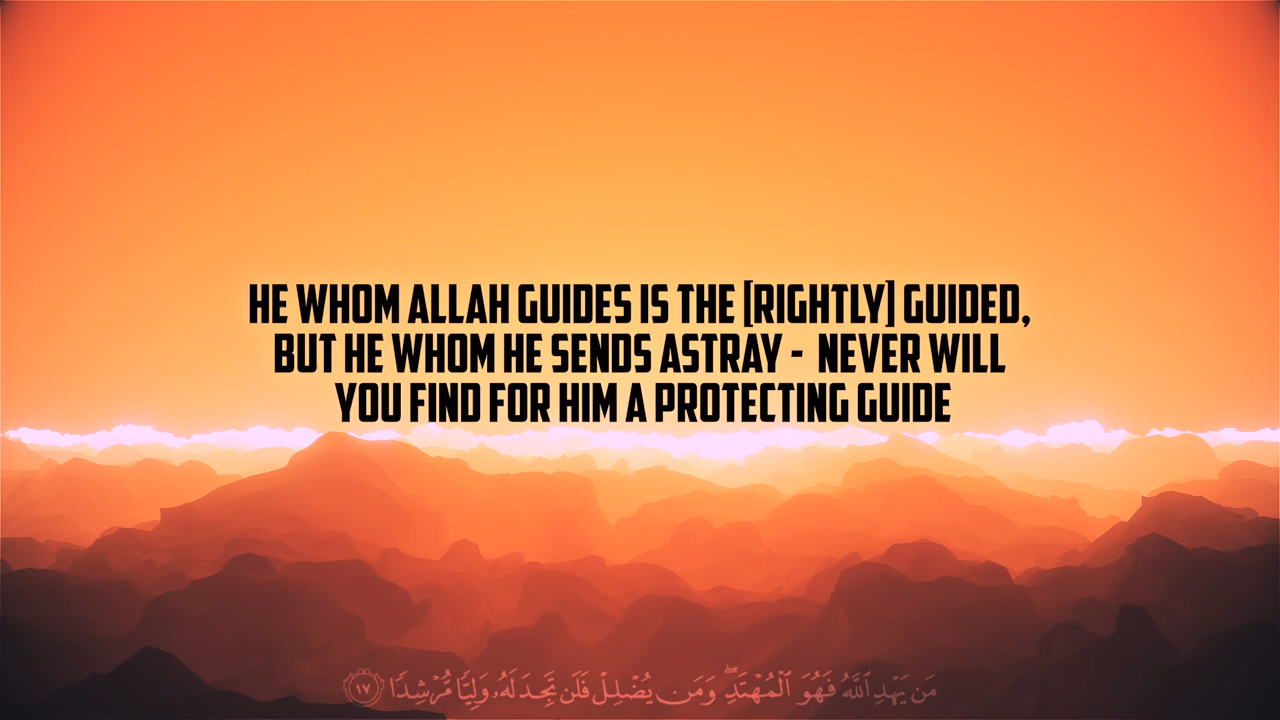 HE WHOM ALLAH GUIDES IS THE [RIGHTLY] GUIDED,
BUT HE WHOM HE SENDS ASTRAY - NEVER WILL
YOU FIND FOR HIM A PROTECTING GUIDE
مَن يَهْدِ ٱللَّهُ فَهُوَ ٱلْمُهْتَدِ ۖ وَمَن يُضْلِلْ فَلَن تَجِدَ لَهُۥ وَلِيًّا مُّرْشِدًا ١٧